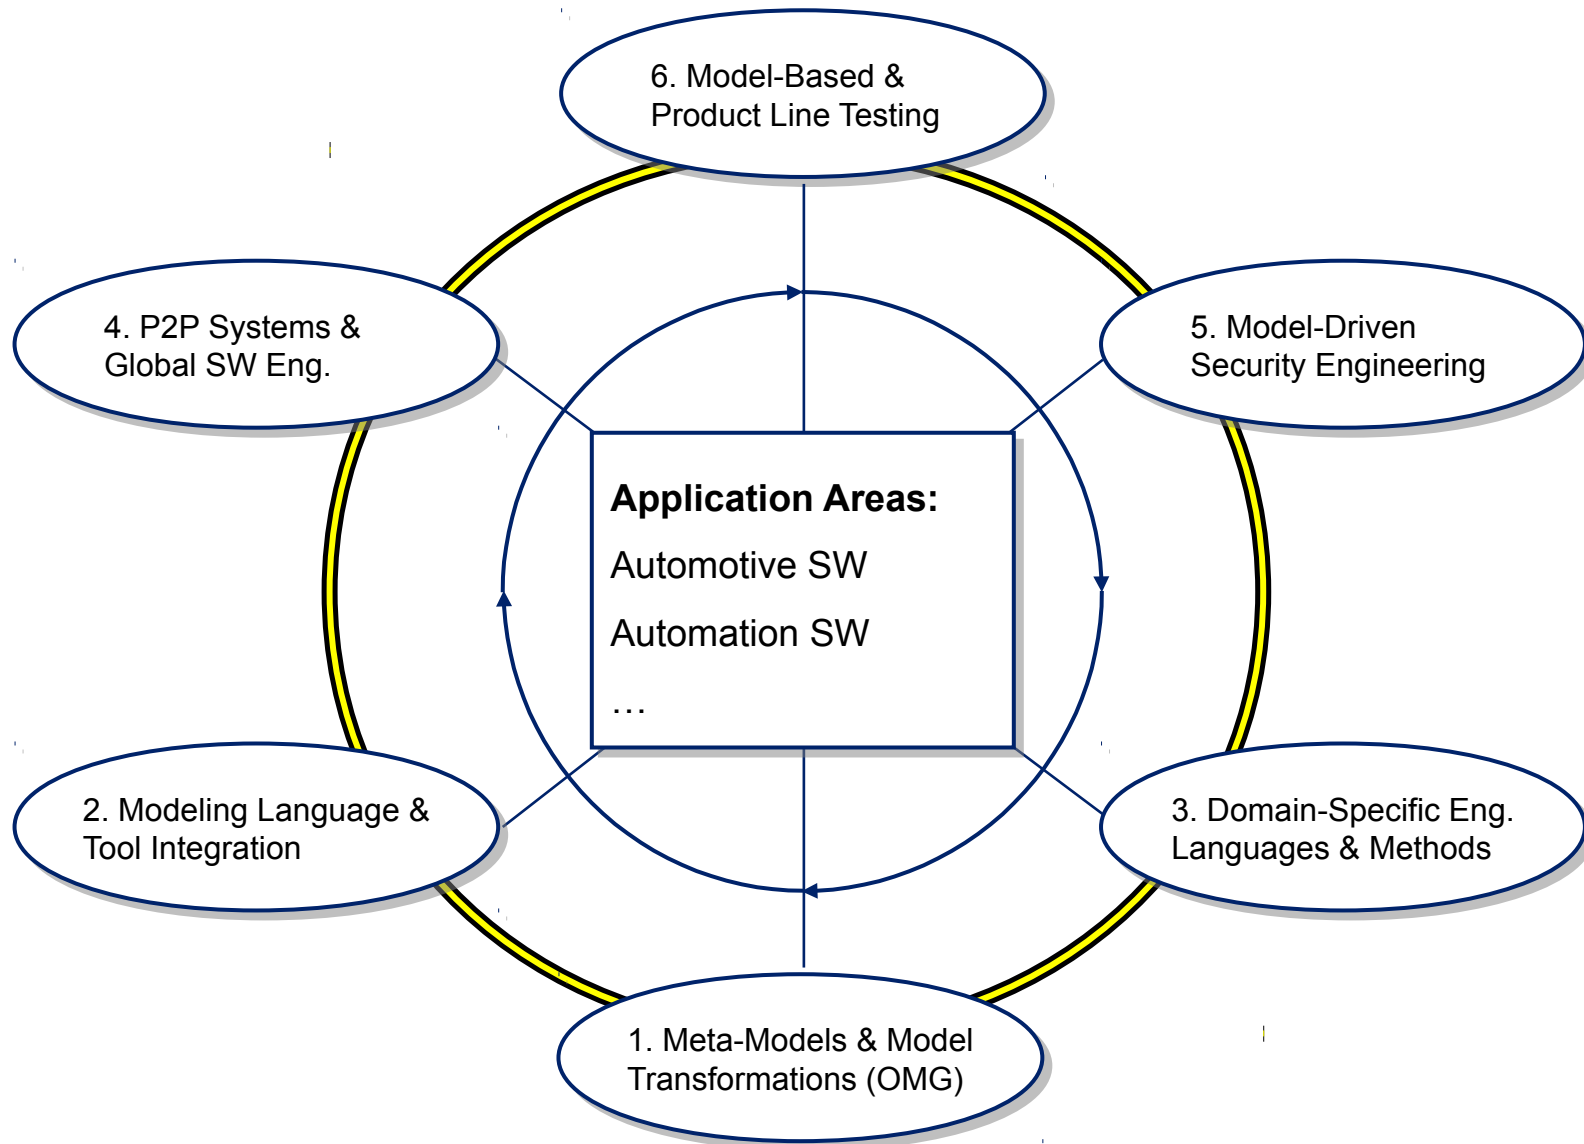 6. Model-Based &
Product Line Testing
4. P2P Systems &
Global SW Eng.
5. Model-Driven
Security Engineering
Application Areas:
Automotive SW
Automation SW
…
2. Modeling Language &
Tool Integration
3. Domain-Specific Eng.
Languages & Methods
1. Meta-Models & Model
Transformations (OMG)